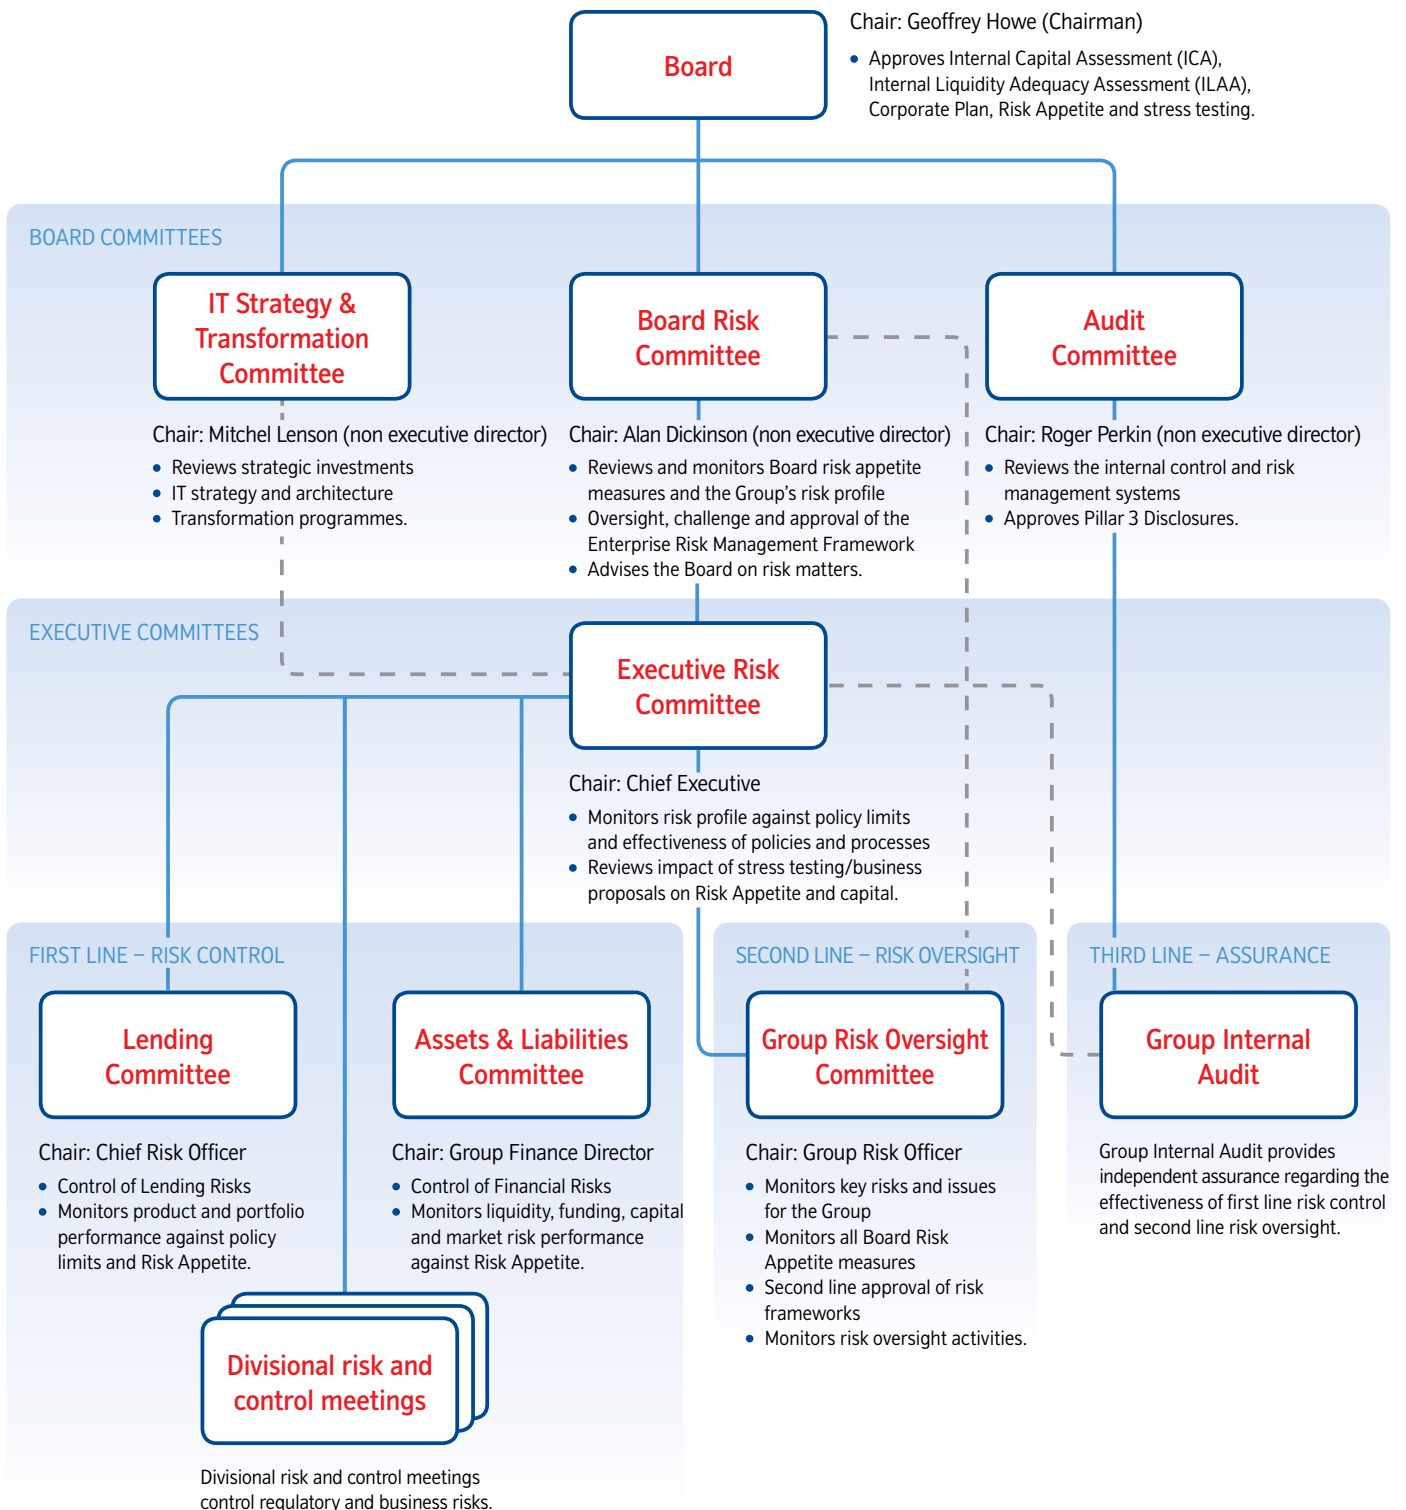 Board
Chair: Geoffrey Howe (Chairman)
• Approves Internal Capital Assessment (ICA),
Internal Liquidity Adequacy Assessment (ILAA),
Corporate Plan, Risk Appetite and stress testing.
BOARD COMMITTEES
IT Strategy &
Transformation
Committee
Chair: Mitchel Lenson (non executive director)
• Reviews strategic investments
• IT strategy and architecture
• Transformation programmes.
Board Risk
Committee
Chair: Alan Dickinson (non executive director)
• Reviews and monitors Board risk appetite
measures and the Group's risk profile
• Oversight, challenge and approval of the
Enterprise Risk Management Framework
• Advises the Board on risk matters.
Audit
Committee
Chair: Roger Perkin (non executive director)
• Reviews the internal control and risk
management systems
• Approves Pillar 3 Disclosures.
EXECUTIVE COMMITTEES
Executive Risk
Committee
Chair: Chief Executive
• Monitors risk profile against policy limits
and effectiveness of policies and processes
• Reviews impact of stress testing/business
proposals on Risk Appetite and capital.
FIRST LINE – RISK CONTROL
Lending
Committee
Chair: Chief Risk Officer
• Control of Lending Risks
• Monitors product and portfolio
performance against policy
limits and Risk Appetite.
Assets & Liabilities
Committee
Chair: Group Finance Director
• Control of Financial Risks
• Monitors liquidity, funding, capital
and market risk performance
against Risk Appetite.
Divisional risk and
control meetings
Divisional risk and control meetings
control regulatory and business risks.
SECOND LINE – RISK OVERSIGHT
Group Risk Oversight
Committee
Chair: Group Risk Officer
• Monitors key risks and issues
for the Group
• Monitors all Board Risk
Appetite measures
• Second line approval of risk
frameworks
• Monitors risk oversight activities.
THIRD LINE – ASSURANCE
Group Internal
Audit
Group Internal Audit provides
independent assurance regarding the
effectiveness of first line risk control
and second line risk oversight.